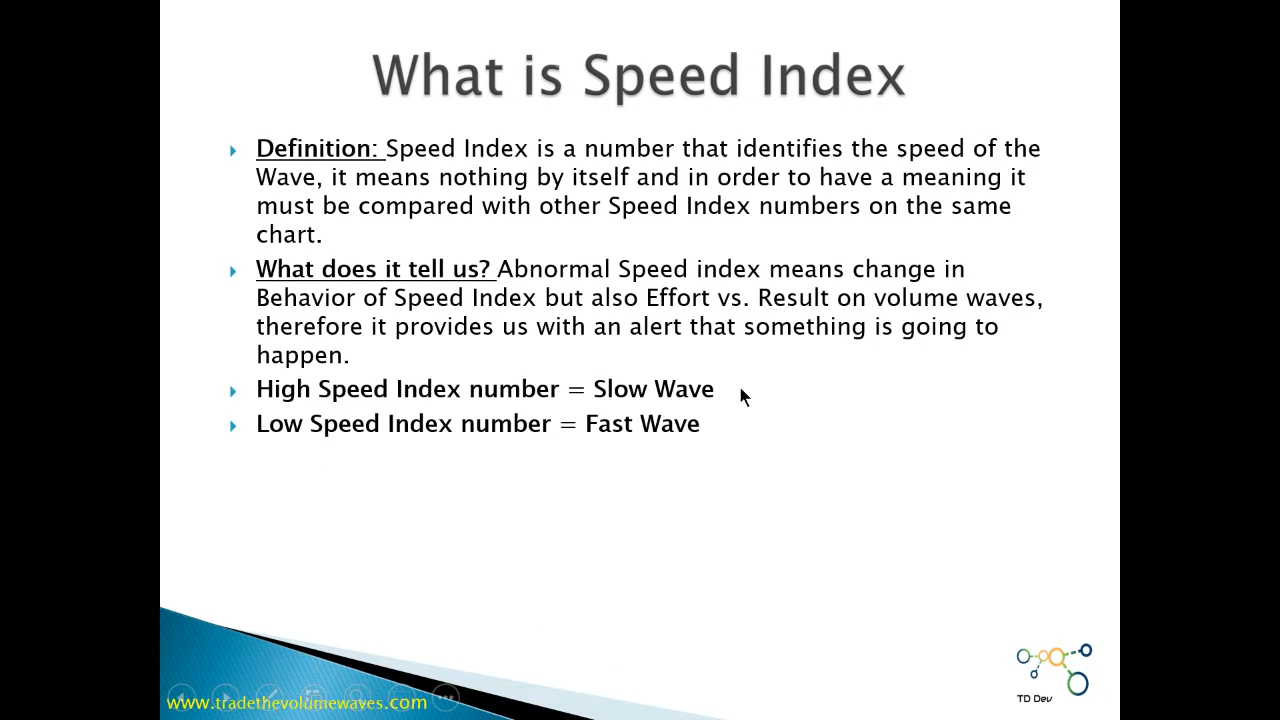 What is Speed Index
Definition: Speed Index is a number that identifies the speed of the
Wave, it means nothing by itself and in order to have a meaning it
must be compared with other Speed Index numbers on the same
chart.
What does it tell us? Abnormal Speed index means change in
Behavior of Speed Index but also Effort vs. Result on volume waves,
therefore it provides us with an alert that something is going to
happen.
High Speed Index number = Slow Wave
Low Speed Index number = Fast Wave
TD Dev
www.tradethevolumewaves.com